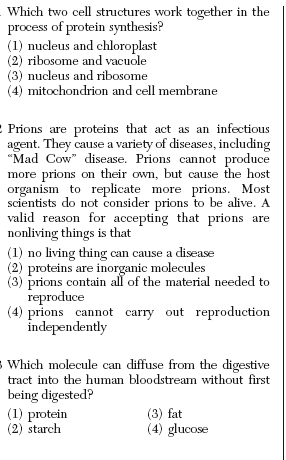 Which two cell structures work together in the
process of protein synthesis?
(1) nucleus and chloroplast
(2) ribosome and vacuole
(3) nucleus and ribosome
(4) mitochondrion and cell membrane
2 Prions are proteins that act as an infectious
agent. They cause a variety of diseases, including
“Mad Cow” disease. Prions cannot produce
more prions on their own, but cause the host
organism to replicate more prions. Most
scientists do not consider prions to be alive. A
valid reason for accepting that prions are
nonliving things is that
(1) no living thing can cause a disease
(2) proteins are inorganic molecules
(3) prions contain all of the material needed to
reproduce
(4) prions cannot carry out reproduction
independently
3 Which molecule can diffuse from the digestive
tract into the human bloodstream without first
being digested?
(1) protein (3) fat
(2) starch (4) glucose